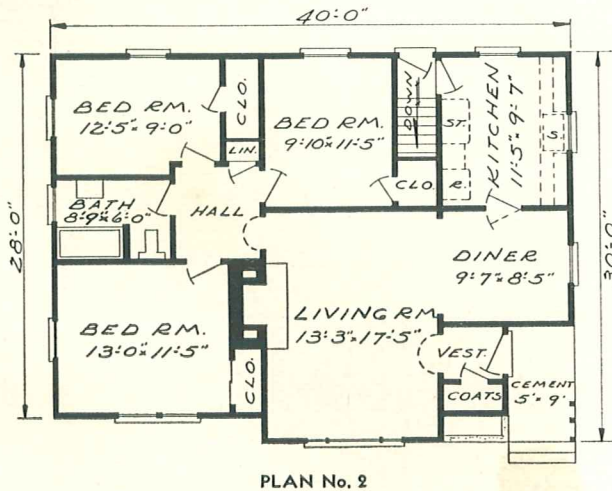 40'-0"
28'-0"
30'-0"
BED RM.
12'-5" x 9'-0"
CLO.
LIN.
BED RM.
9'-10" x 11'-5"
DOWN
CLO.
ST.
R.
KITCHEN
11'-5" x 9'-7"
S.
BATH
8'-9" x 6'-0"
HALL
DINER
9'-7" x 8'-5"
BED RM.
13'-0" x 11'-5"
CLO.
LIVING RM.
13'-3" x 17'-5"
VEST.
COATS
CEMENT
5' x 9'
PLAN No. 2